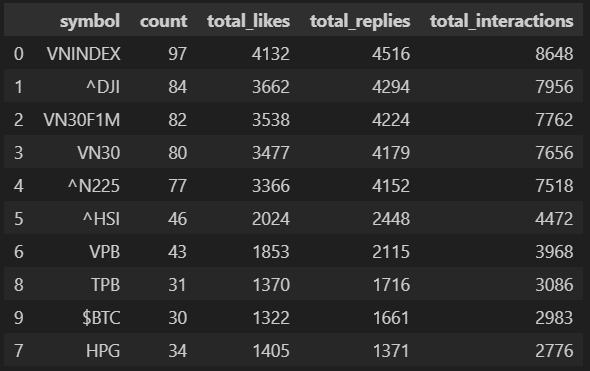 symbol count total_likes total_replies total_interactions
0 VNINDEX 97 4132 4516 8648
1 ^DJI 84 3662 4294 7956
2 VN30F1M 82 3538 4224 7762
3 VN30 80 3477 4179 7656
4 ^N225 77 3366 4152 7518
5 ^HSI 46 2024 2448 4472
6 VPB 43 1853 2115 3968
8 TPB 31 1370 1716 3086
9 $BTC 30 1322 1661 2983
7 HPG 34 1405 1371 2776